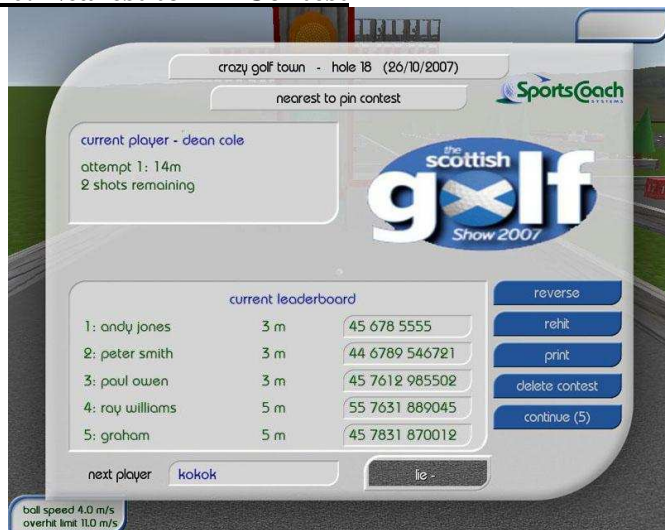 crazy golf town - hole 18 (26/10/2007)
nearest to pin contest
SportsCoach
SYSTEMS
current player - dean cole
attempt 1: 14m
2 shots remaining
the
scottish
golf
Show 2007
current leaderboard
1: andy jones 3 m 45 678 5555
2: peter smith 3 m 44 6789 546721
3: paul owen 3 m 45 7612 985502
4: ray williams 5 m 55 7631 889045
5: graham 5 m 45 7831 870012
reverse
rehit
print
delete contest
continue (5)
next player kokok
lie -
ball speed 4.0 m/s
overhit limit 11.0 m/s